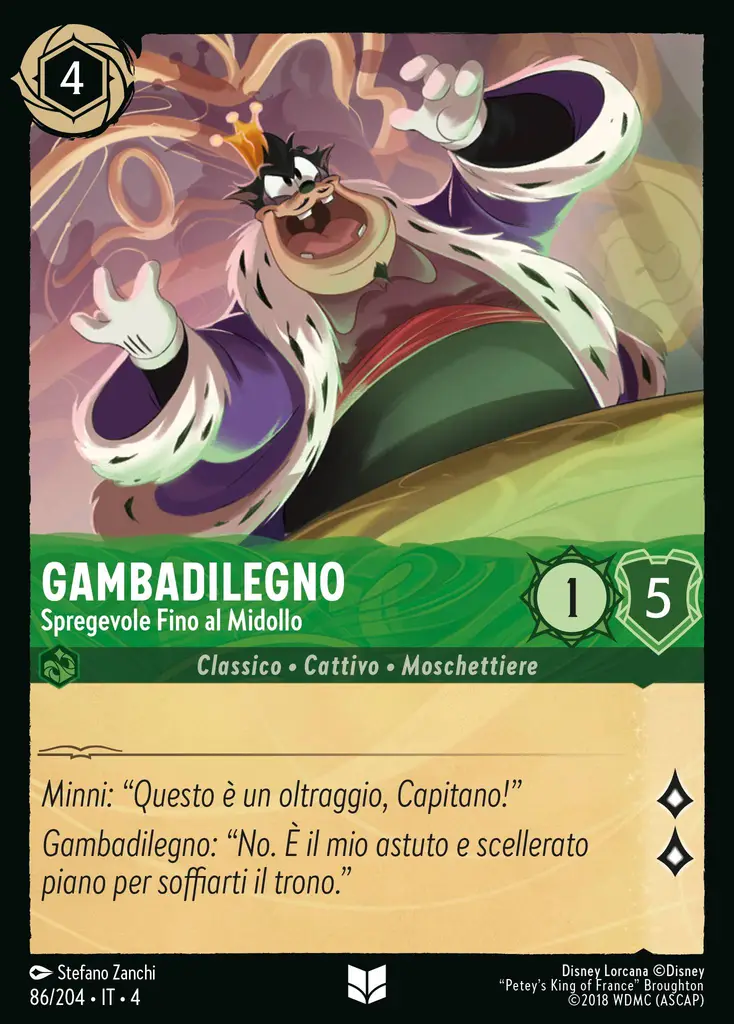 4
GAMBADILEGNO
Spregevole Fino al Midollo
1
5
Classico • Cattivo • Moschettiere
Minni: “Questo è un oltraggio, Capitano!”
Gambadilegno: “No. È il mio astuto e scellerato
piano per soffiarti il trono.”
Stefano Zanchi
86/204 • IT • 4
Disney Lorcana ©Disney
“Petey’s King of France” Broughton
©2018 WDMC (ASCAP)